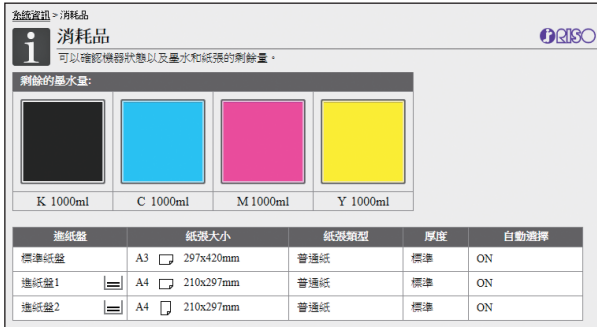 系統資訊 > 消耗品
消耗品
RISO
可以確認機器狀態以及墨水和紙張的剩餘量。
剩餘的墨水量:
K 1000ml C 1000ml M 1000ml Y 1000ml
進紙盤 紙張大小 紙張類型 厚度 自動選擇
標準紙盤 A3 297x420mm 普通紙 標準 ON
進紙盤1 A4 210x297mm 普通紙 標準 ON
進紙盤2 A4 210x297mm 普通紙 標準 ON